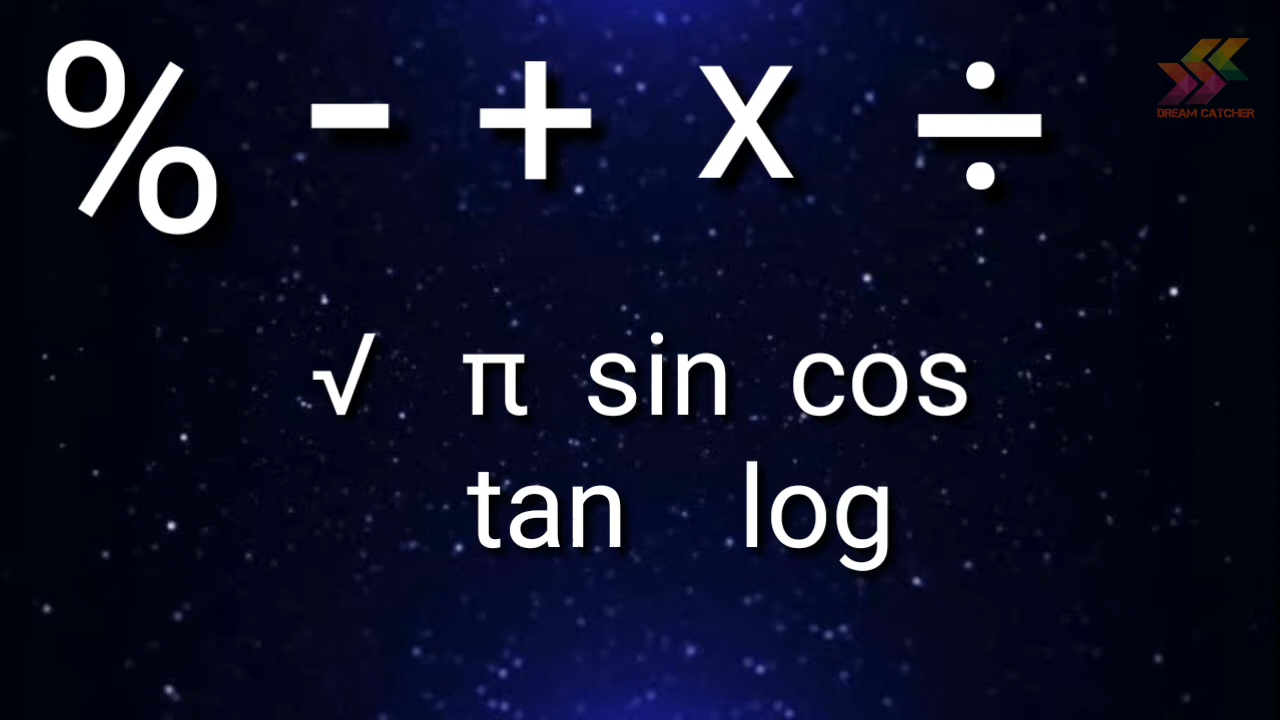 % - + x ÷
DREAM CATCHER
√ π sin cos
tan log